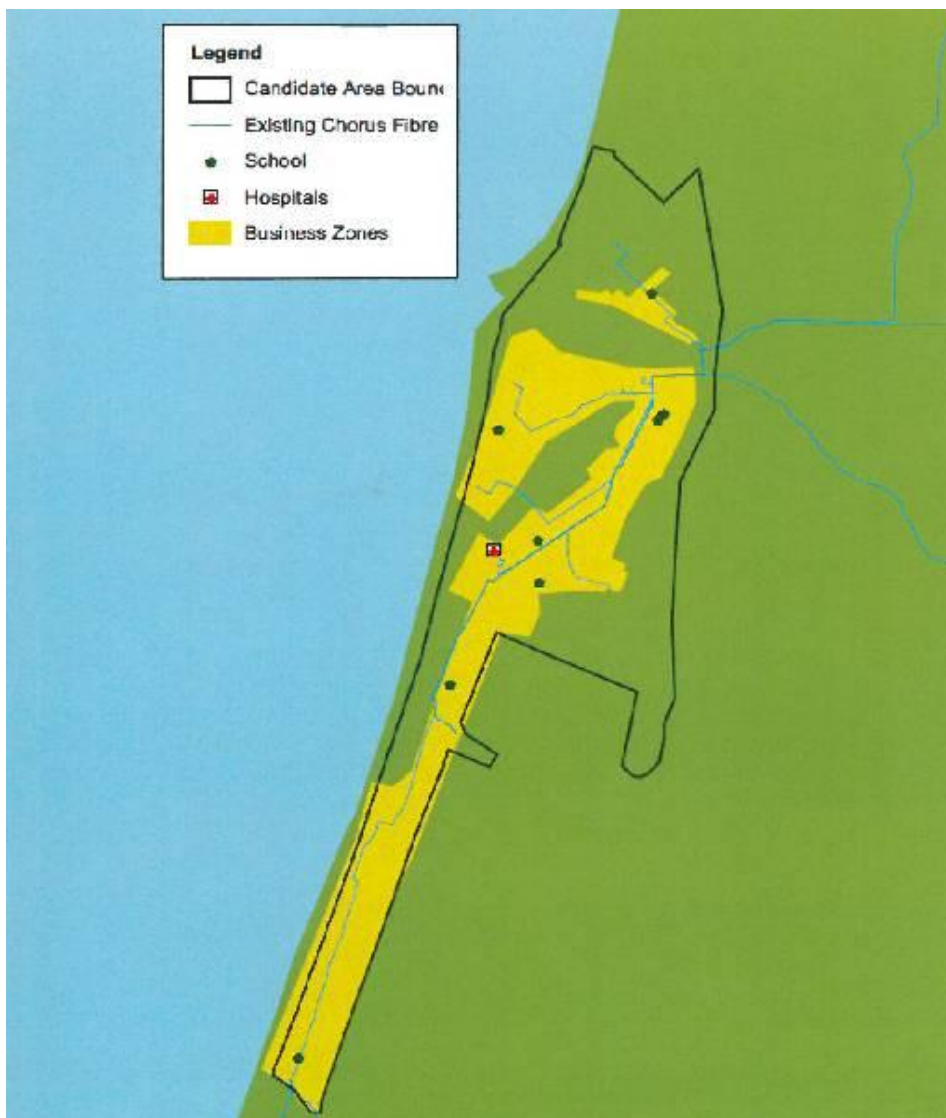 Legend
Candidate Area Boun
Existing Chorus Fibre
School
Hospitals
Business Zones